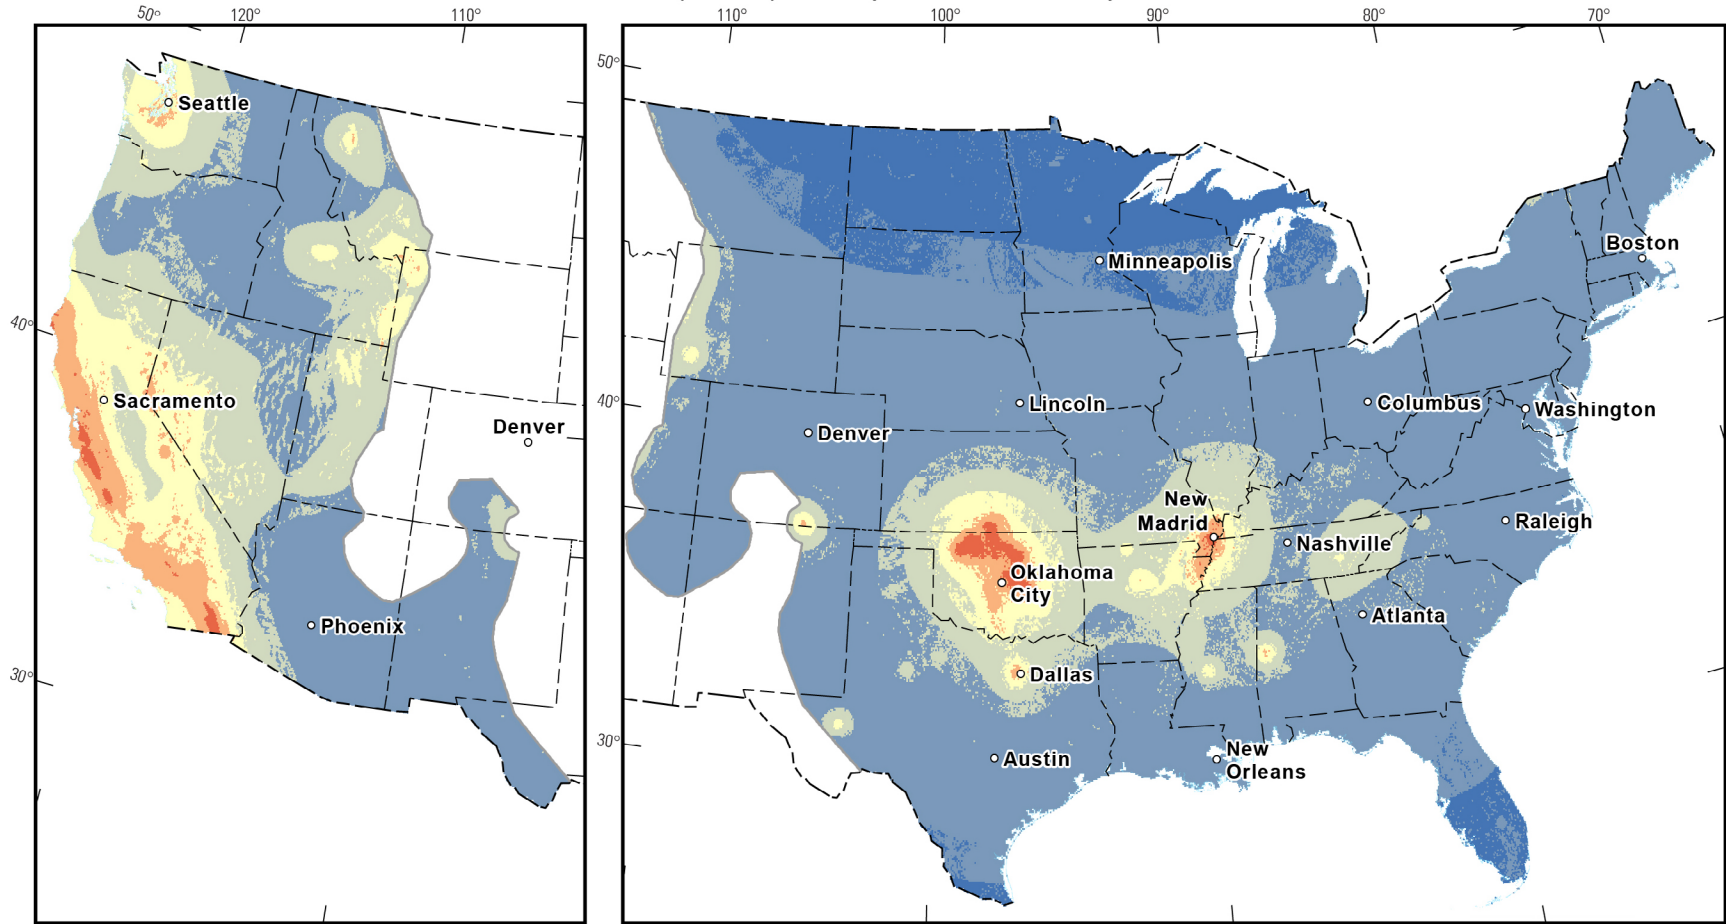 50° 120° 110°
110° 100° 90° 80° 70°
50°
Seattle
Boston
Minneapolis
40°
Sacramento
Denver
40°
Lincoln
Columbus
Washington
Denver
New
Madrid
Raleigh
Nashville
Oklahoma
City
Phoenix
Atlanta
30°
Dallas
30°
Austin
New
Orleans